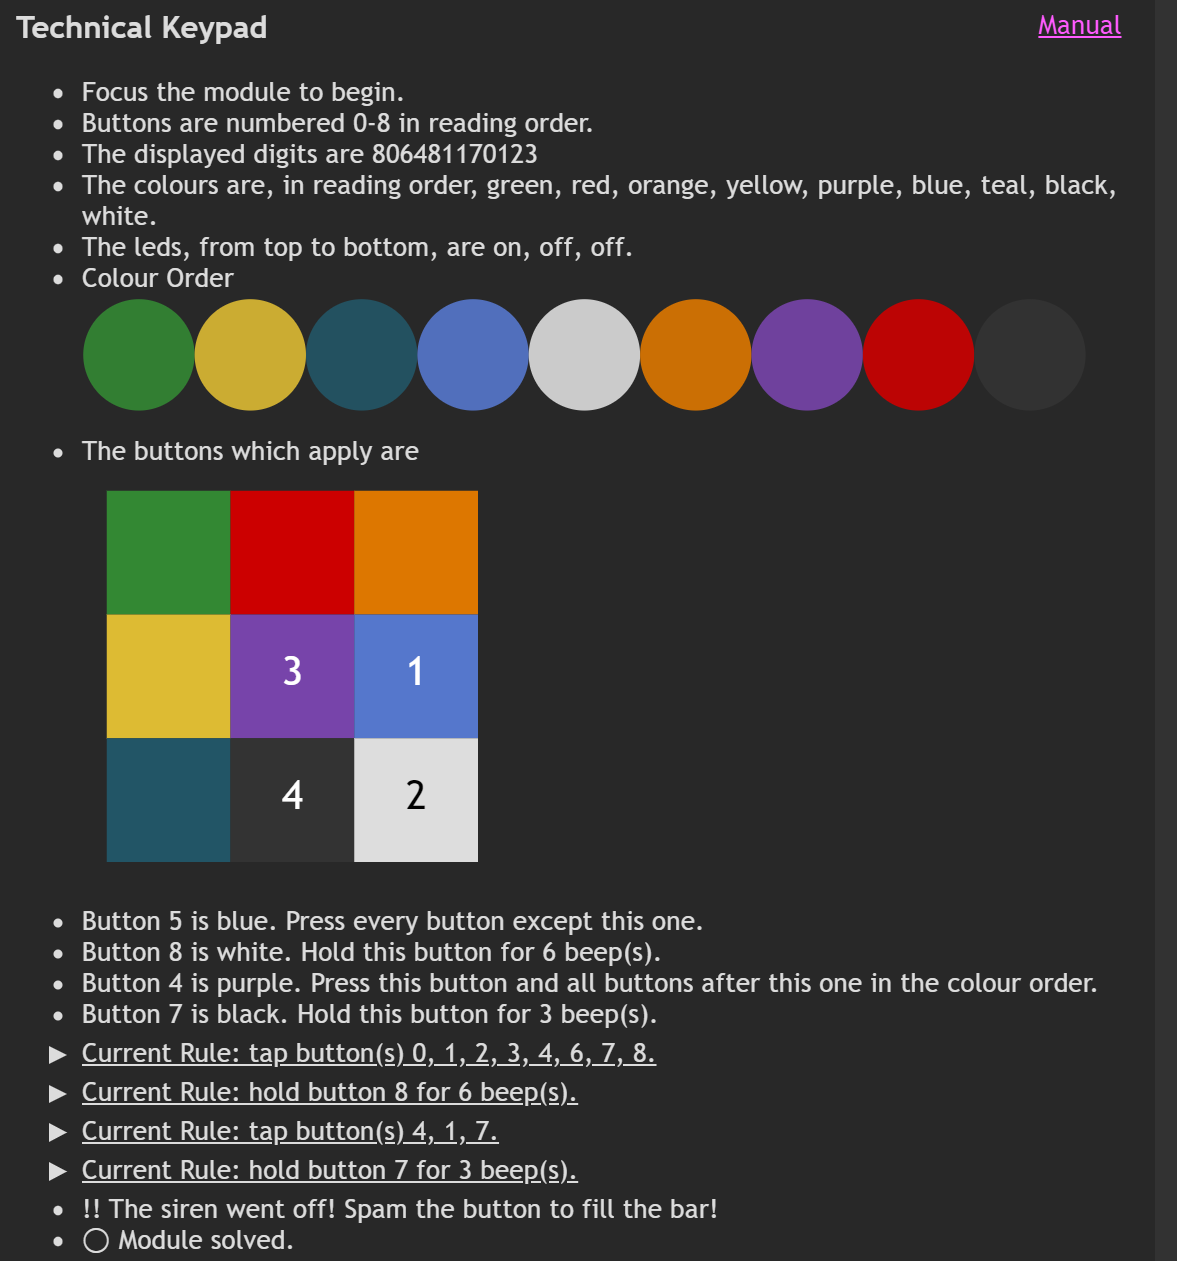 Technical Keypad
Manual
Focus the module to begin.
Buttons are numbered 0-8 in reading order.
The displayed digits are 806481170123
The colours are, in reading order, green, red, orange, yellow, purple, blue, teal, black,
white.
The leds, from top to bottom, are on, off, off.
Colour Order
The buttons which apply are
3 1
4 2
Button 5 is blue. Press every button except this one.
Button 8 is white. Hold this button for 6 beep(s).
Button 4 is purple. Press this button and all buttons after this one in the colour order.
Button 7 is black. Hold this button for 3 beep(s).
Current Rule: tap button(s) 0, 1, 2, 3, 4, 6, 7, 8.
Current Rule: hold button 8 for 6 beep(s).
Current Rule: tap button(s) 4, 1, 7.
Current Rule: hold button 7 for 3 beep(s).
!! The siren went off! Spam the button to fill the bar!
Module solved.